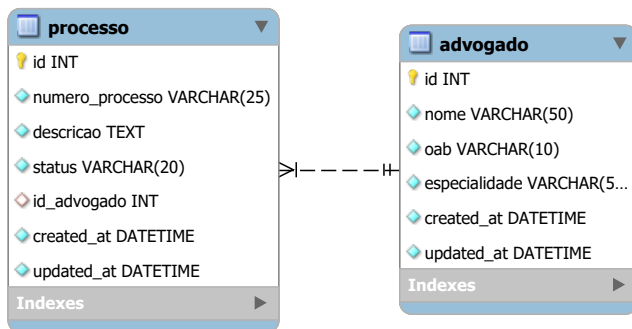 processo
id INT
numero_processo VARCHAR(25)
descricao TEXT
status VARCHAR(20)
id_advogado INT
created_at DATETIME
updated_at DATETIME
Indexes
advogado
id INT
nome VARCHAR(50)
oab VARCHAR(10)
especialidade VARCHAR(5...
created_at DATETIME
updated_at DATETIME
Indexes